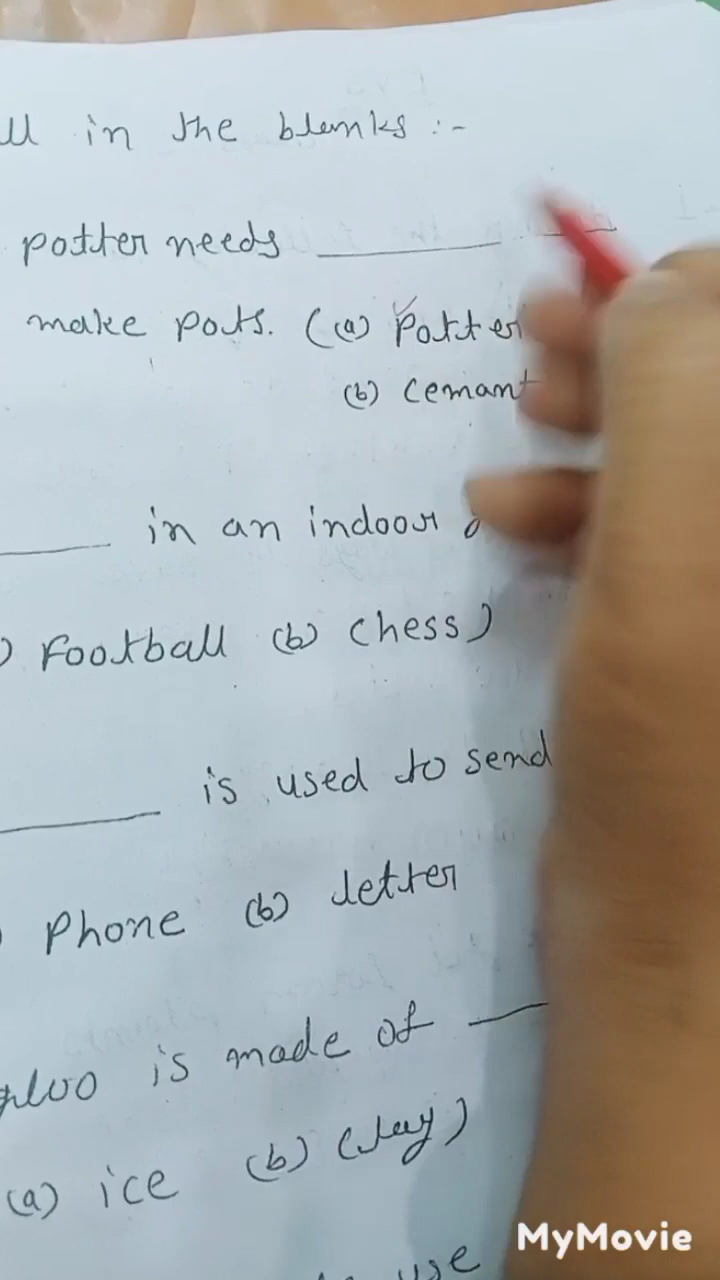 in the blanks :-
potter needs
make pots. ((a) Potter
(b) Cemant
in an indoor
Football (b) Chess)
is used to send
Phone (b) letter
is made of
(a) ice (b) Clay)
use
MyMovie